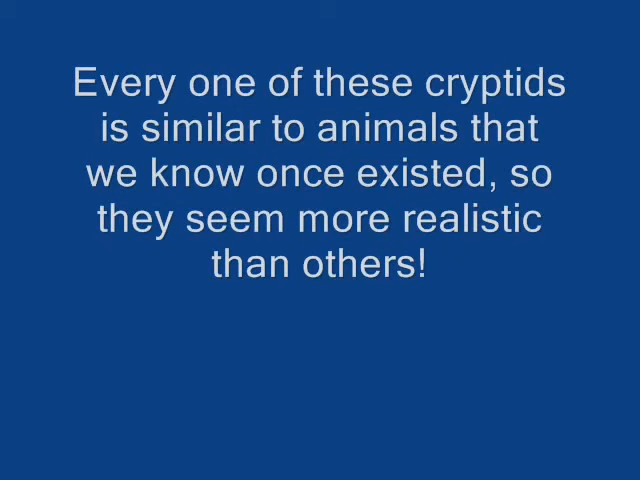 Every one of these cryptids
is similar to animals that
we know once existed, so
they seem more realistic
than others!